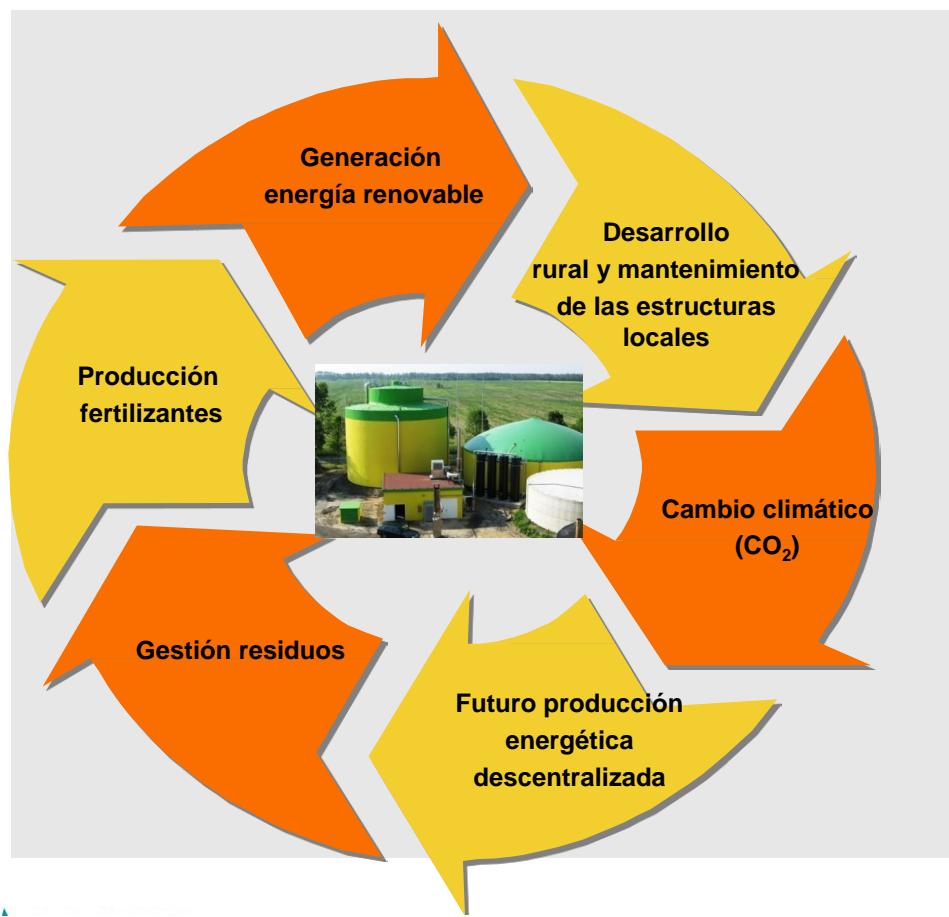 Generación
energía renovable
Desarrollo
rural y mantenimiento
de las estructuras
locales
Cambio climático
(CO₂)
Futuro producción
energética
descentralizada
Gestión residuos
Producción
fertilizantes